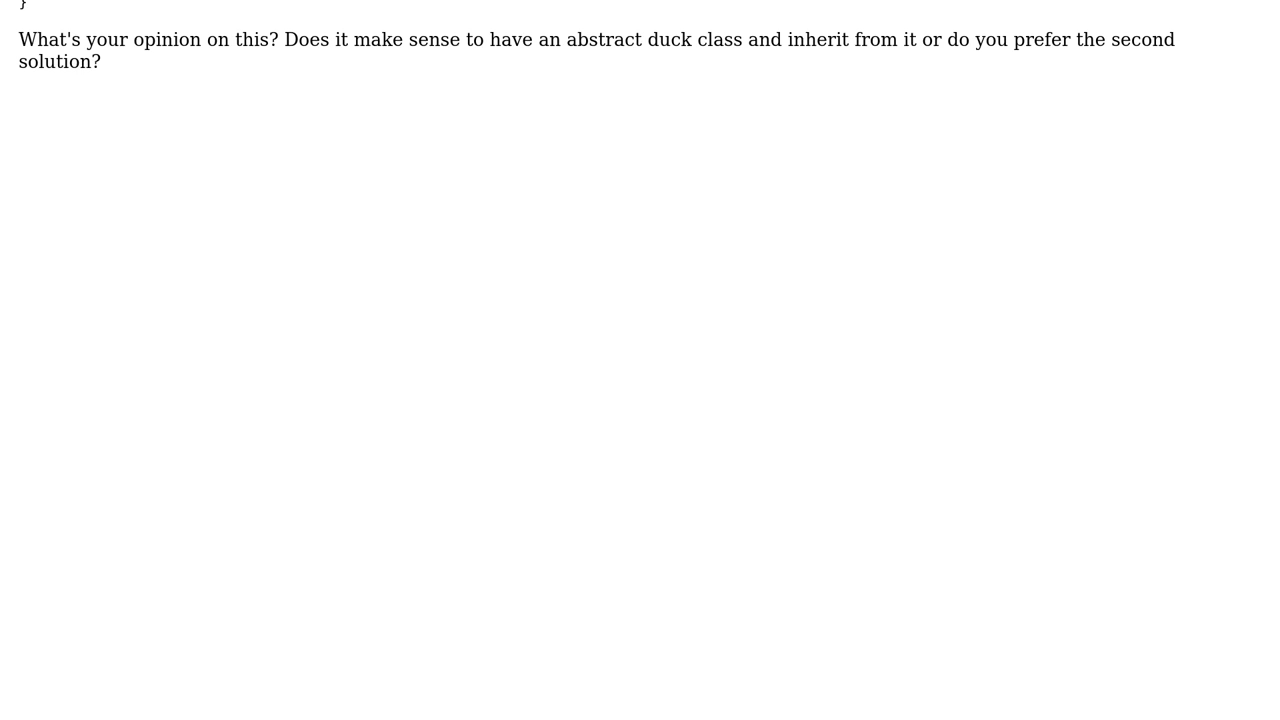 }
What's your opinion on this? Does it make sense to have an abstract duck class and inherit from it or do you prefer the second
solution?